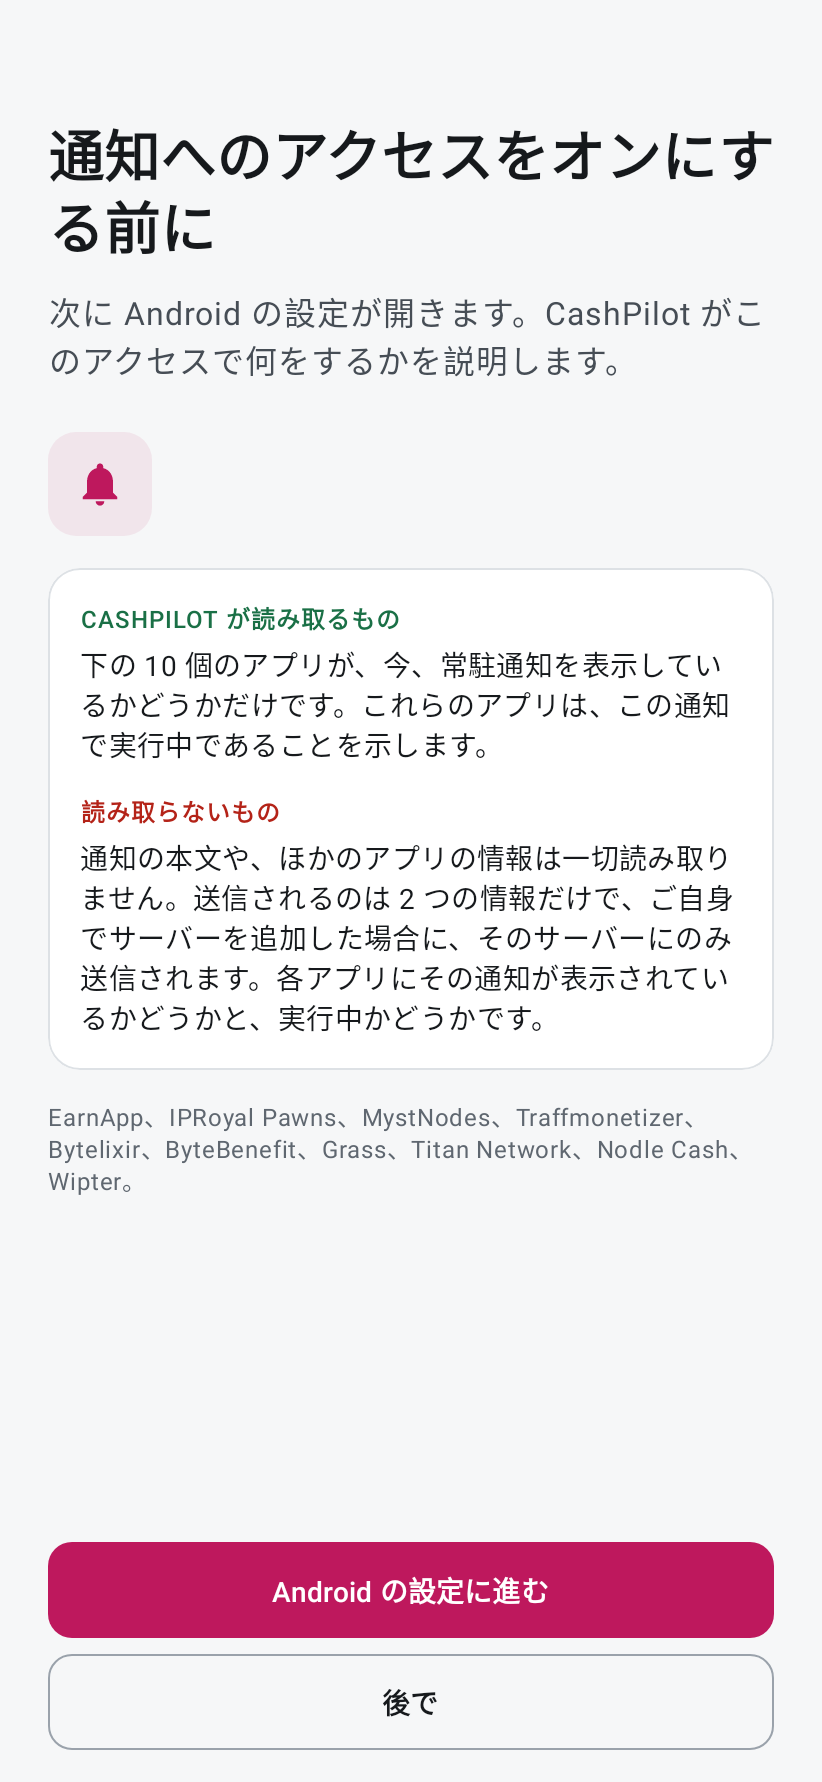 通知へのアクセスをオンにす
る前に
次に Android の設定が開きます。CashPilot がこ
のアクセスで何をするかを説明します。
CASHPILOT が読み取るもの
下の 10 個のアプリが、今、常駐通知を表示してい
るかどうかだけです。これらのアプリは、この通知
で実行中であることを示します。
読み取らないもの
通知の本文や、ほかのアプリの情報は一切読み取り
ません。送信されるのは 2 つの情報だけで、ご自身
でサーバーを追加した場合に、そのサーバーにのみ
送信されます。各アプリにその通知が表示されてい
るかどうかと、実行中かどうかです。
EarnApp、IPRoyal Pawns、MystNodes、Traffmonetizer、
Bytelixir、ByteBenefit、Grass、Titan Network、Nodle Cash、
Wipter。
Android の設定に進む
後で